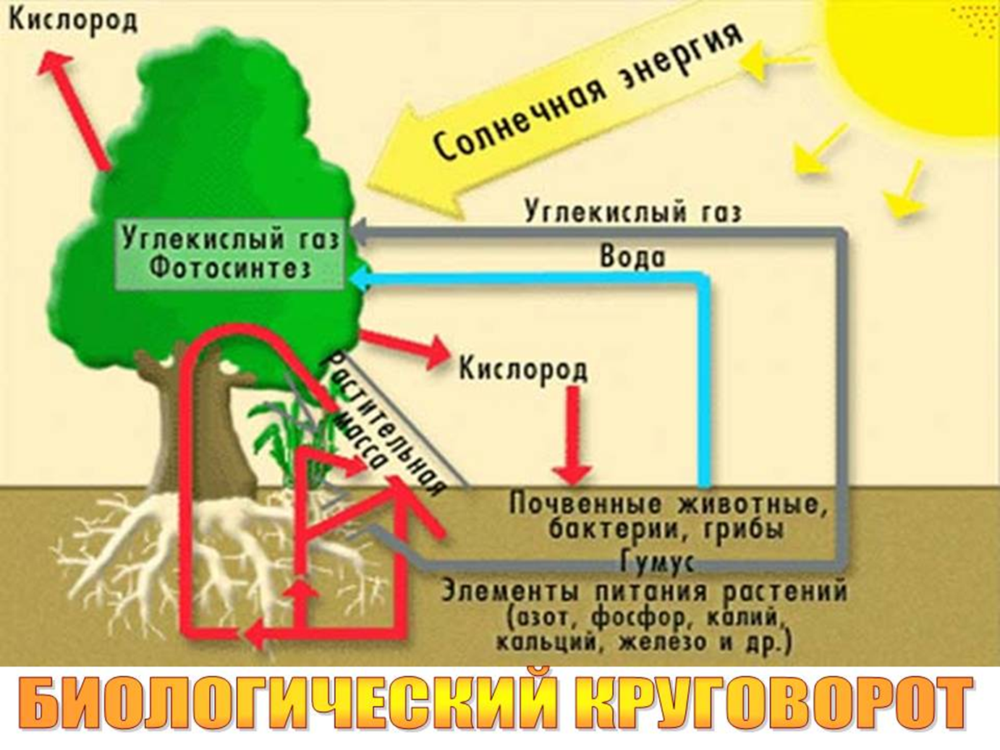 Кислород
Солнечная энергия
Углекислый газ
Вода
Углекислый газ
Фотосинтез
Кислород
Растительная
масса
Почвенные животные,
бактерии, грибы
Гумус
Элементы питания растений
(азот, фосфор, калий,
кальций, железо и др.)
БИОЛОГИЧЕСКИЙ КРУГОВОРОТ